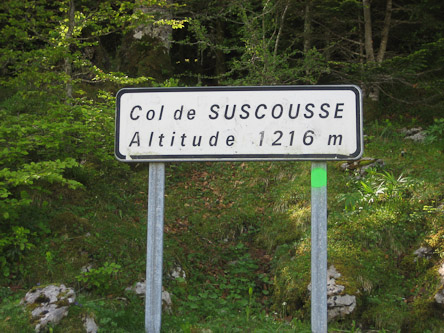 Col de SUSCOUSSE
Altitude 1216 m